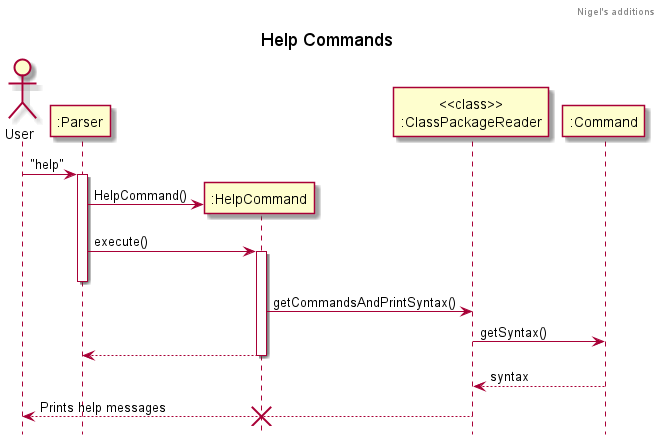 Nigel's additions
Help Commands
User
:Parser
<<class>>
:ClassPackageReader
:Command
"help"
HelpCommand()
:HelpCommand
execute()
getCommandsAndPrintSyntax()
getSyntax()
syntax
Prints help messages